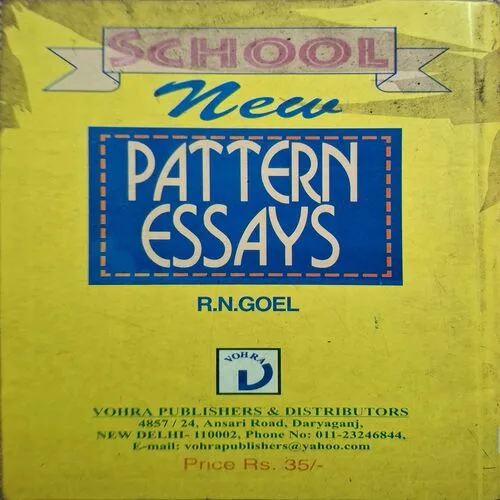 SCHOOL
New
PATTERN
ESSAYS
R.N.GOEL
VOHRA
VOHRA PUBLISHERS & DISTRIBUTORS
4857 / 24, Ansari Road, Daryaganj,
NEW DELHI- 110002, Phone No: 011-23246844,
E-mail: vohrapublishers@yahoo.com
Price Rs. 35/-